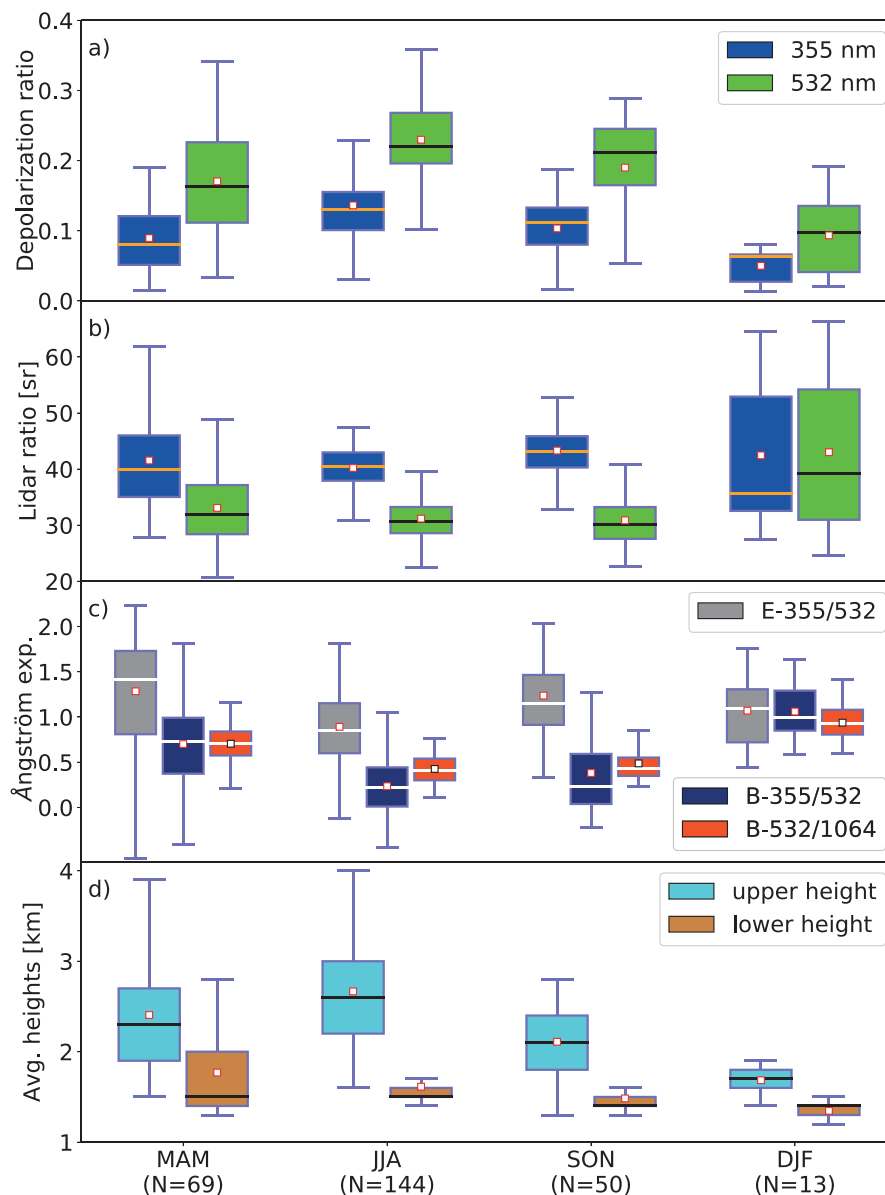 0.4
a)
355 nm
532 nm
0.3
0.2
0.1
0.0
Depolarization ratio
b)
60
50
40
30
20
Lidar ratio [sr]
c)
E-355/532
2.0
1.5
1.0
0.5
0.0
Ångström exp.
B-355/532
B-532/1064
4
d)
upper height
lower height
3
2
1
Avg. heights [km]
MAM JJA SON DJF
(N=69) (N=144) (N=50) (N=13)